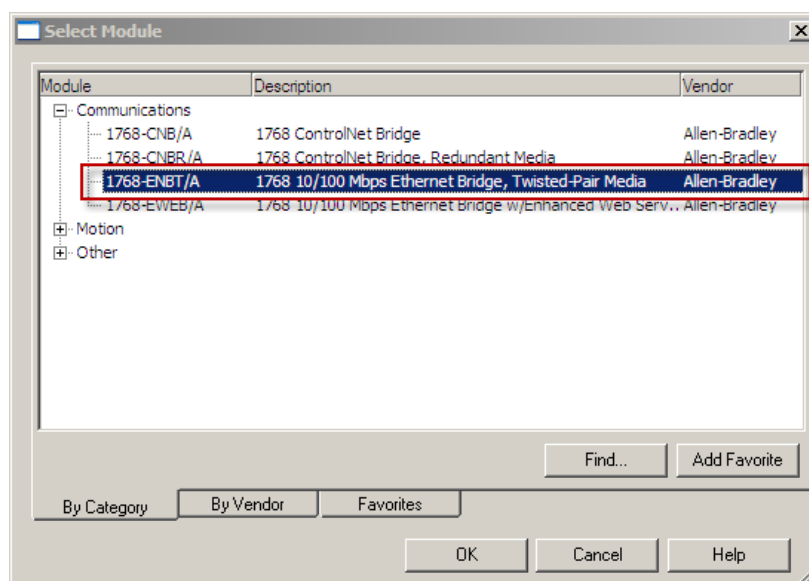 Select Module
Module Description Vendor
Communications
1768-CNB/A 1768 ControlNet Bridge Allen-Bradley
1768-CNBR/A 1768 ControlNet Bridge, Redundant Media Allen-Bradley
1768-ENBT/A 1768 10/100 Mbps Ethernet Bridge, Twisted-Pair Media Allen-Bradley
1768-EWEB/A 1768 10/100 Mbps Ethernet Bridge w/Enhanced Web Serv... Allen-Bradley
Motion
Other
Find... Add Favorite
By Category By Vendor Favorites
OK Cancel Help